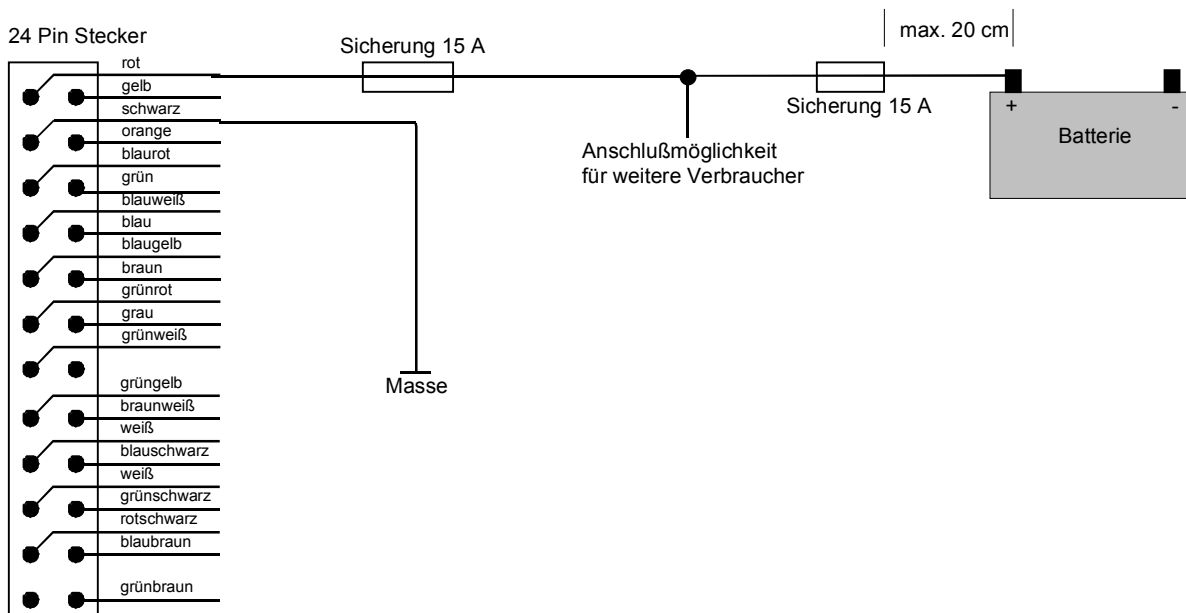 24 Pin Stecker
rot
gelb
schwarz
orange
blaurot
grün
blauweiß
blau
blaugelb
braun
grünrot
grau
grünweiß
grüngelb
braunweiß
weiß
blauschwarz
weiß
grünschwarz
rotschwarz
blaubraun
grünbraun
Sicherung 15 A
Masse
Anschlußmöglichkeit
für weitere Verbraucher
Sicherung 15 A
max. 20 cm
+
-
Batterie